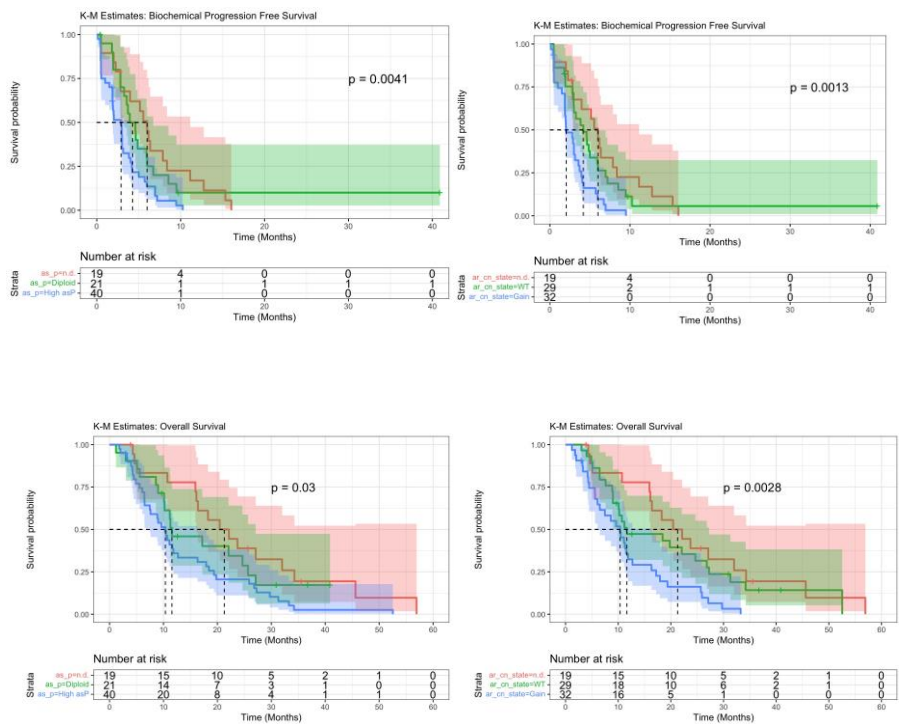 K-M Estimates: Biochemical Progression Free Survival
Survival probability
1.00
0.75
0.50
0.25
0.00
p = 0.0041
0 10 20 30 40
Time (Months)
Number at risk
Strata
as_p=n.d. 19 4 0 0 0
as_p=Diploid 21 1 1 1 1
as_p=High asP 40 1 0 0 0
0 10 20 30 40
Time (Months)
K-M Estimates: Biochemical Progression Free Survival
Survival probability
1.00
0.75
0.50
0.25
0.00
p = 0.0013
0 10 20 30 40
Time (Months)
Number at risk
Strata
ar_cn_state=n.d. 19 4 0 0 0
ar_cn_state=WT 29 2 1 1 1
ar_cn_state=Gain 32 0 0 0 0
0 10 20 30 40
Time (Months)
K-M Estimates: Overall Survival
Survival probability
1.00
0.75
0.50
0.25
0.00
p = 0.03
0 10 20 30 40 50 60
Time (Months)
Number at risk
Strata
as_p=n.d. 19 15 10 5 2 1 0
as_p=Diploid 21 14 7 3 1 0 0
as_p=High asP 40 20 8 4 1 1 0
0 10 20 30 40 50 60
Time (Months)
K-M Estimates: Overall Survival
Survival probability
1.00
0.75
0.50
0.25
0.00
p = 0.0028
0 10 20 30 40 50 60
Time (Months)
Number at risk
Strata
ar_cn_state=n.d. 19 15 10 5 2 1 0
ar_cn_state=WT 29 18 10 6 2 1 0
ar_cn_state=Gain 32 16 5 1 0 0 0
0 10 20 30 40 50 60
Time (Months)